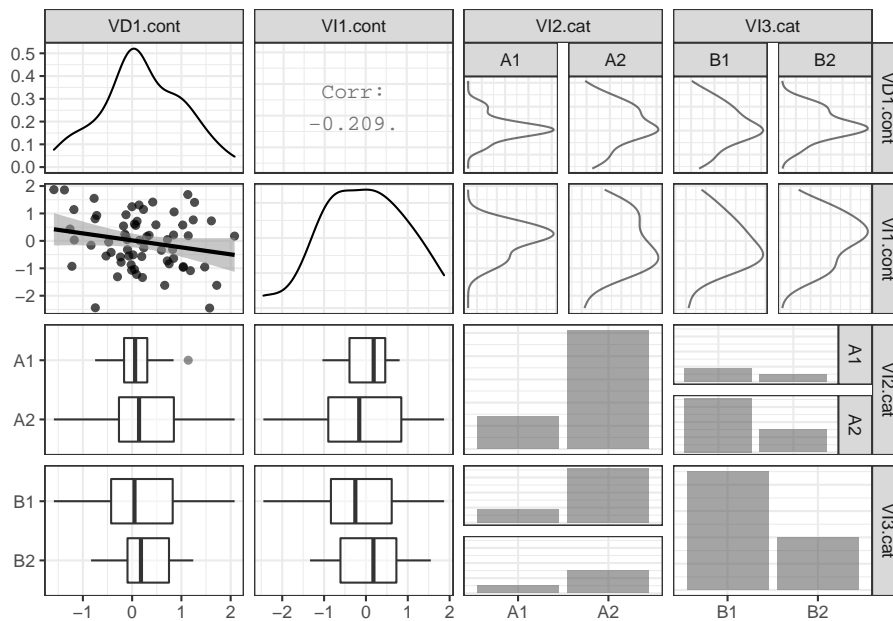 VD1.cont
VI1.cont
VI2.cat
VI3.cat
A1
A2
B1
B2
0.5
0.4
0.3
0.2
0.1
0.0
Corr:
−0.209.
VD1.cont
2
1
0
−1
−2
VI1.cont
A1
A2
A1
A2
VI2.cat
B1
B2
VI3.cat
−1
0
1
2
−2
−1
0
1
2
A1
A2
B1
B2